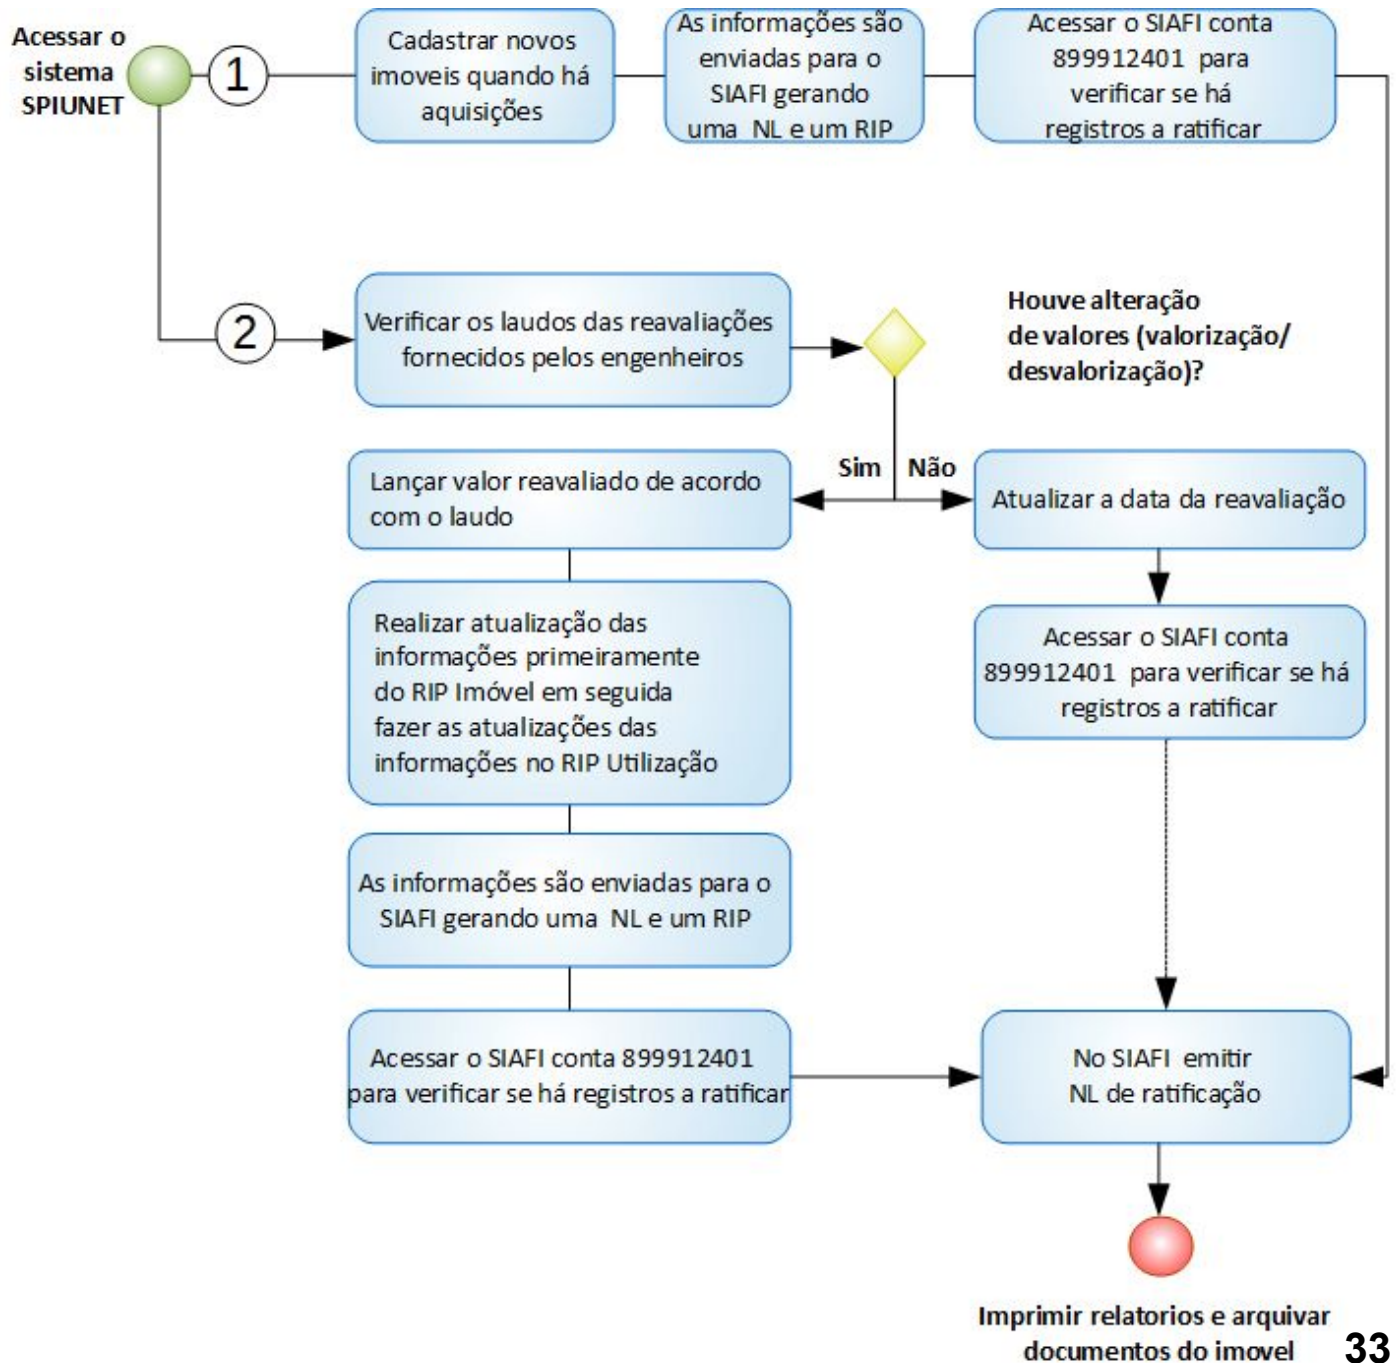 Acessar o
sistema
SPIUNET
1
Cadastrar novos
imoveis quando há
aquisições
As informações são
enviadas para o
SIAFI gerando
uma NL e um RIP
Acessar o SIAFI conta
899912401 para
verificar se há
registros a ratificar
2
Verificar os laudos das reavaliações
fornecidos pelos engenheiros
Houve alteração
de valores (valorização/
desvalorização)?
Sim
Não
Lançar valor reavaliado de acordo
com o laudo
Atualizar a data da reavaliação
Realizar atualização das
informações primeiramente
do RIP Imóvel em seguida
fazer as atualizações das
informações no RIP Utilização
Acessar o SIAFI conta
899912401 para verificar se há
registros a ratificar
As informações são enviadas para o
SIAFI gerando uma NL e um RIP
Acessar o SIAFI conta 899912401
para verificar se há registros a ratificar
No SIAFI emitir
NL de ratificação
Imprimir relatorios e arquivar
documentos do imovel
33